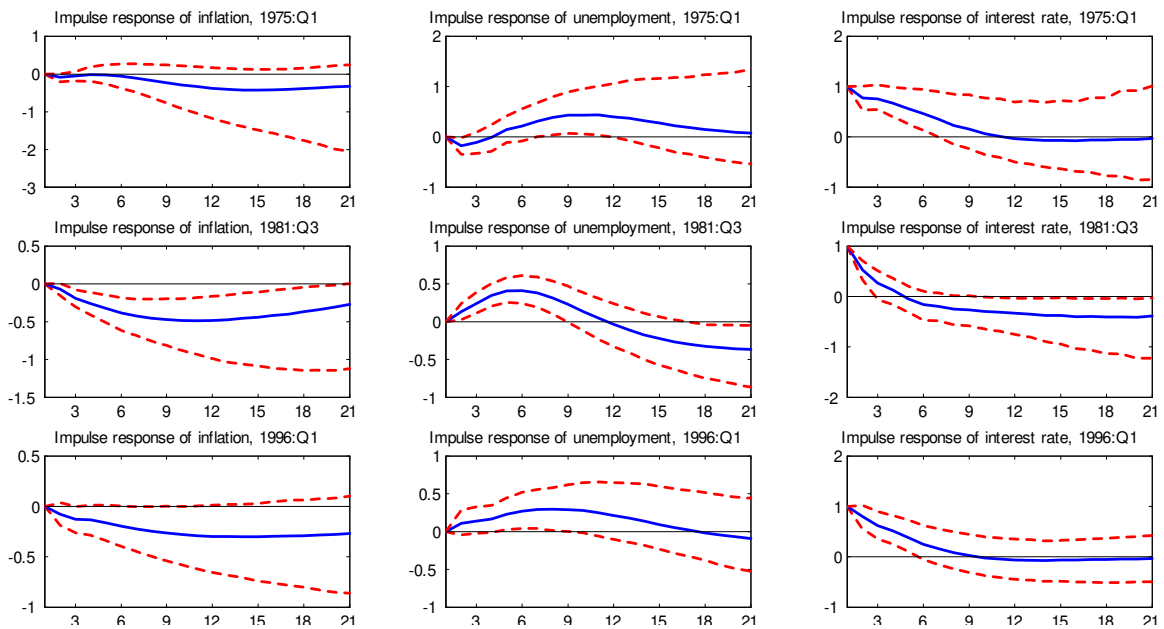 Impulse response of inflation, 1975:Q1
1
0
-1
-2
-3
3 6 9 12 15 18 21
Impulse response of unemployment, 1975:Q1
2
1
0
-1
3 6 9 12 15 18 21
Impulse response of interest rate, 1975:Q1
2
1
0
-1
3 6 9 12 15 18 21
Impulse response of inflation, 1981:Q3
0.5
0
-0.5
-1
-1.5
3 6 9 12 15 18 21
Impulse response of unemployment, 1981:Q3
1
0.5
0
-0.5
-1
3 6 9 12 15 18 21
Impulse response of interest rate, 1981:Q3
1
0
-1
-2
3 6 9 12 15 18 21
Impulse response of inflation, 1996:Q1
0.5
0
-0.5
-1
3 6 9 12 15 18 21
Impulse response of unemployment, 1996:Q1
1
0.5
0
-0.5
-1
3 6 9 12 15 18 21
Impulse response of interest rate, 1996:Q1
2
1
0
-1
3 6 9 12 15 18 21